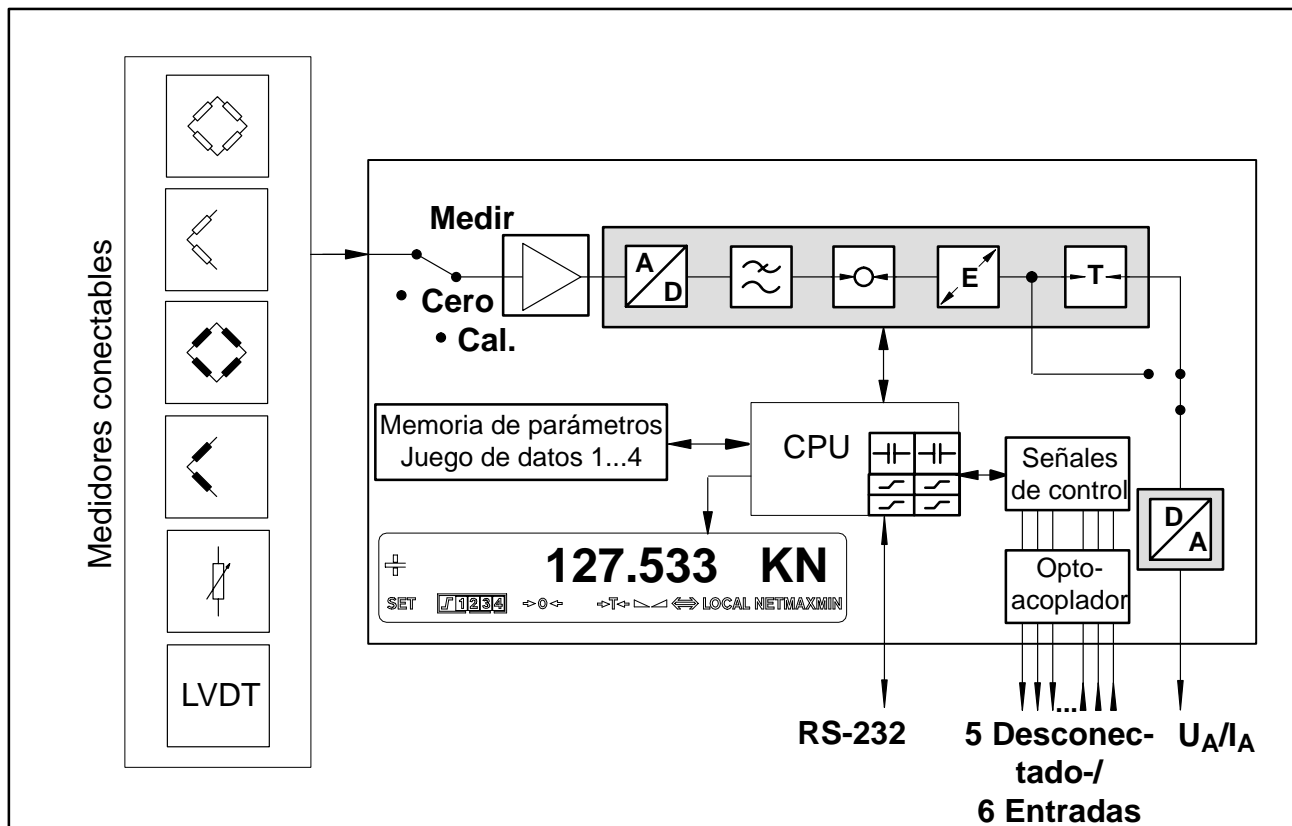 Medidores conectables
LVDT
Medir
Cero
Cal.
A
D
E
T
Memoria de parámetros
Juego de datos 1...4
CPU
Señales
de control
D
A
Opto-
acoplador
127.533 KN
SET 1234 0 T LOCAL NETMAXMIN
...
RS-232
5 Desconec-
tado-/
6 Entradas
UA/IA